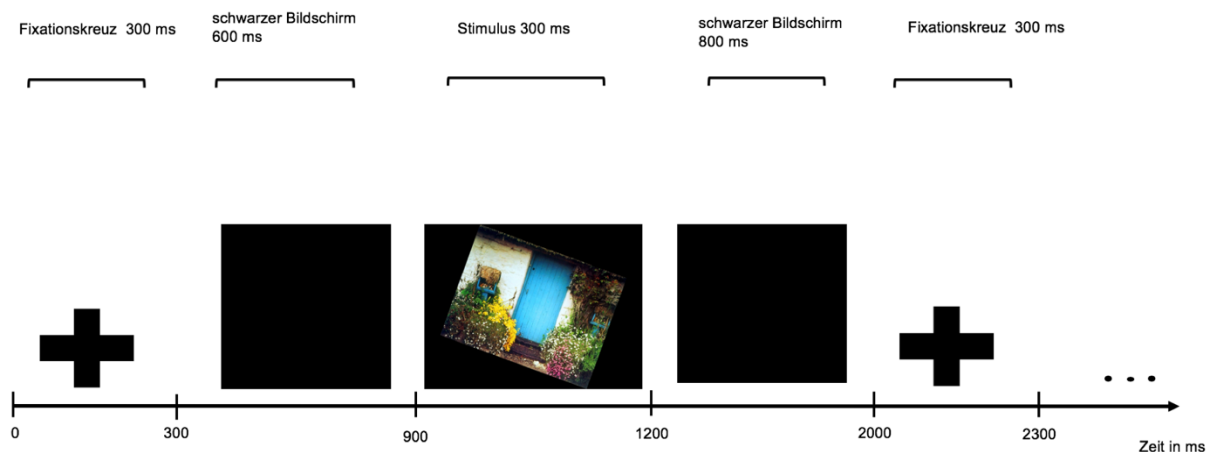 Fixationskreuz 300 ms
schwarzer Bildschirm
600 ms
Stimulus 300 ms
schwarzer Bildschirm
800 ms
Fixationskreuz 300 ms
0
300
900
1200
2000
2300
Zeit in ms